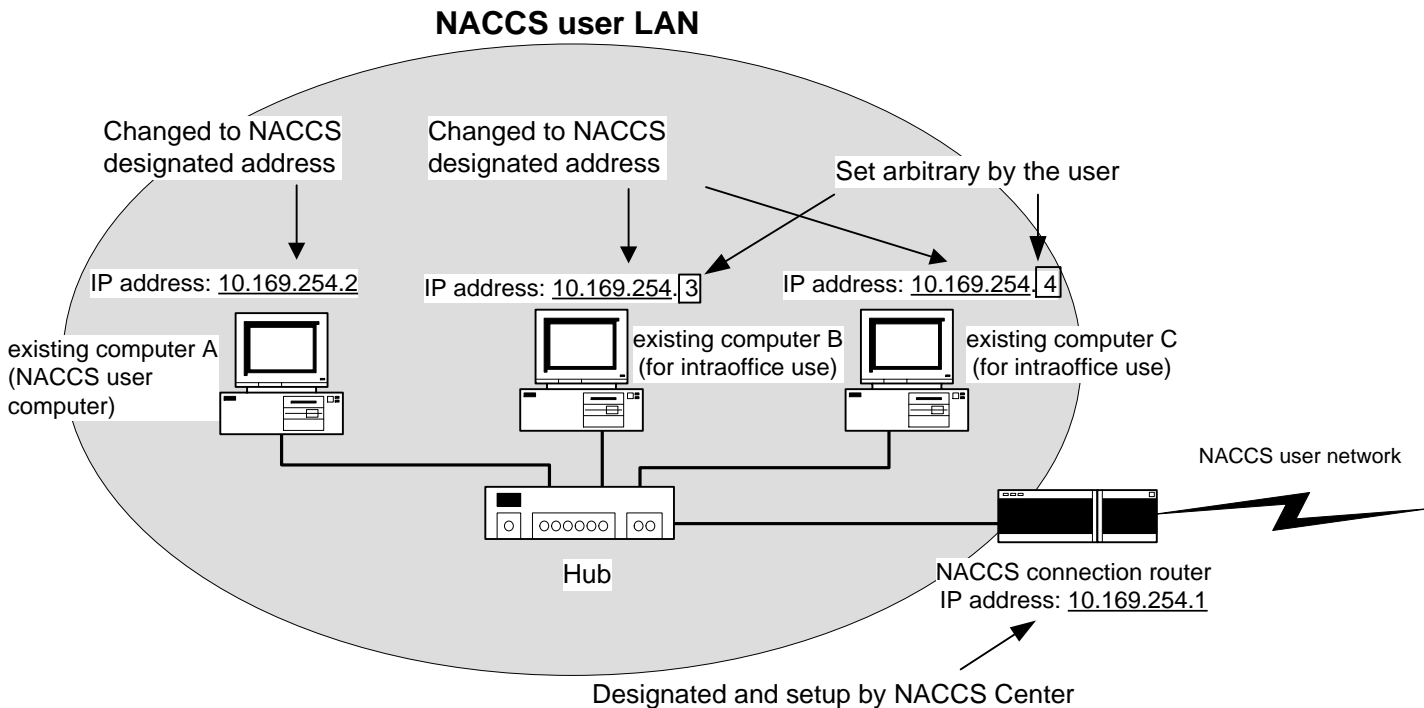 NACCS user LAN
Changed to NACCS
designated address
Changed to NACCS
designated address
Set arbitrary by the user
IP address: 10.169.254.2
IP address: 10.169.254.3
IP address: 10.169.254.4
existing computer A
(NACCS user
computer)
existing computer B
(for intraoffice use)
existing computer C
(for intraoffice use)
NACCS user network
Hub
NACCS connection router
IP address: 10.169.254.1
Designated and setup by NACCS Center